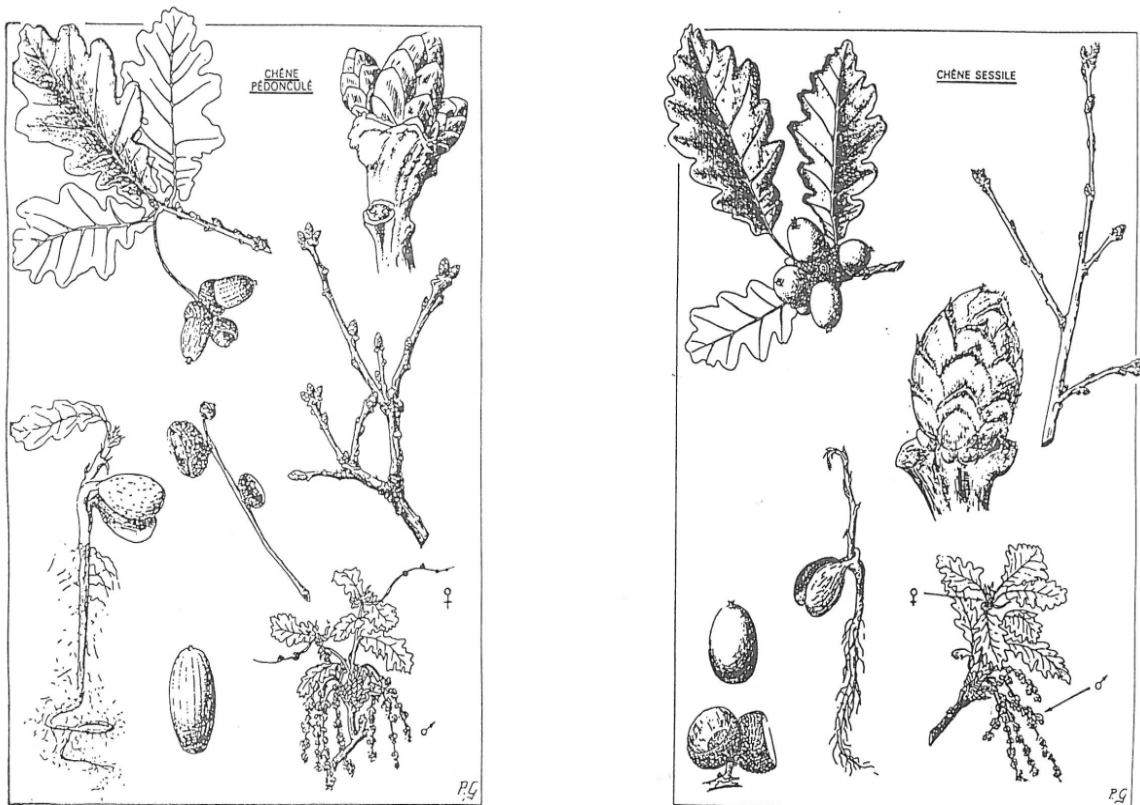 CHÊNE
PÉDONCULÉ
♀
♂
P.G
CHÊNE SESSILE
♀
♂
P.G